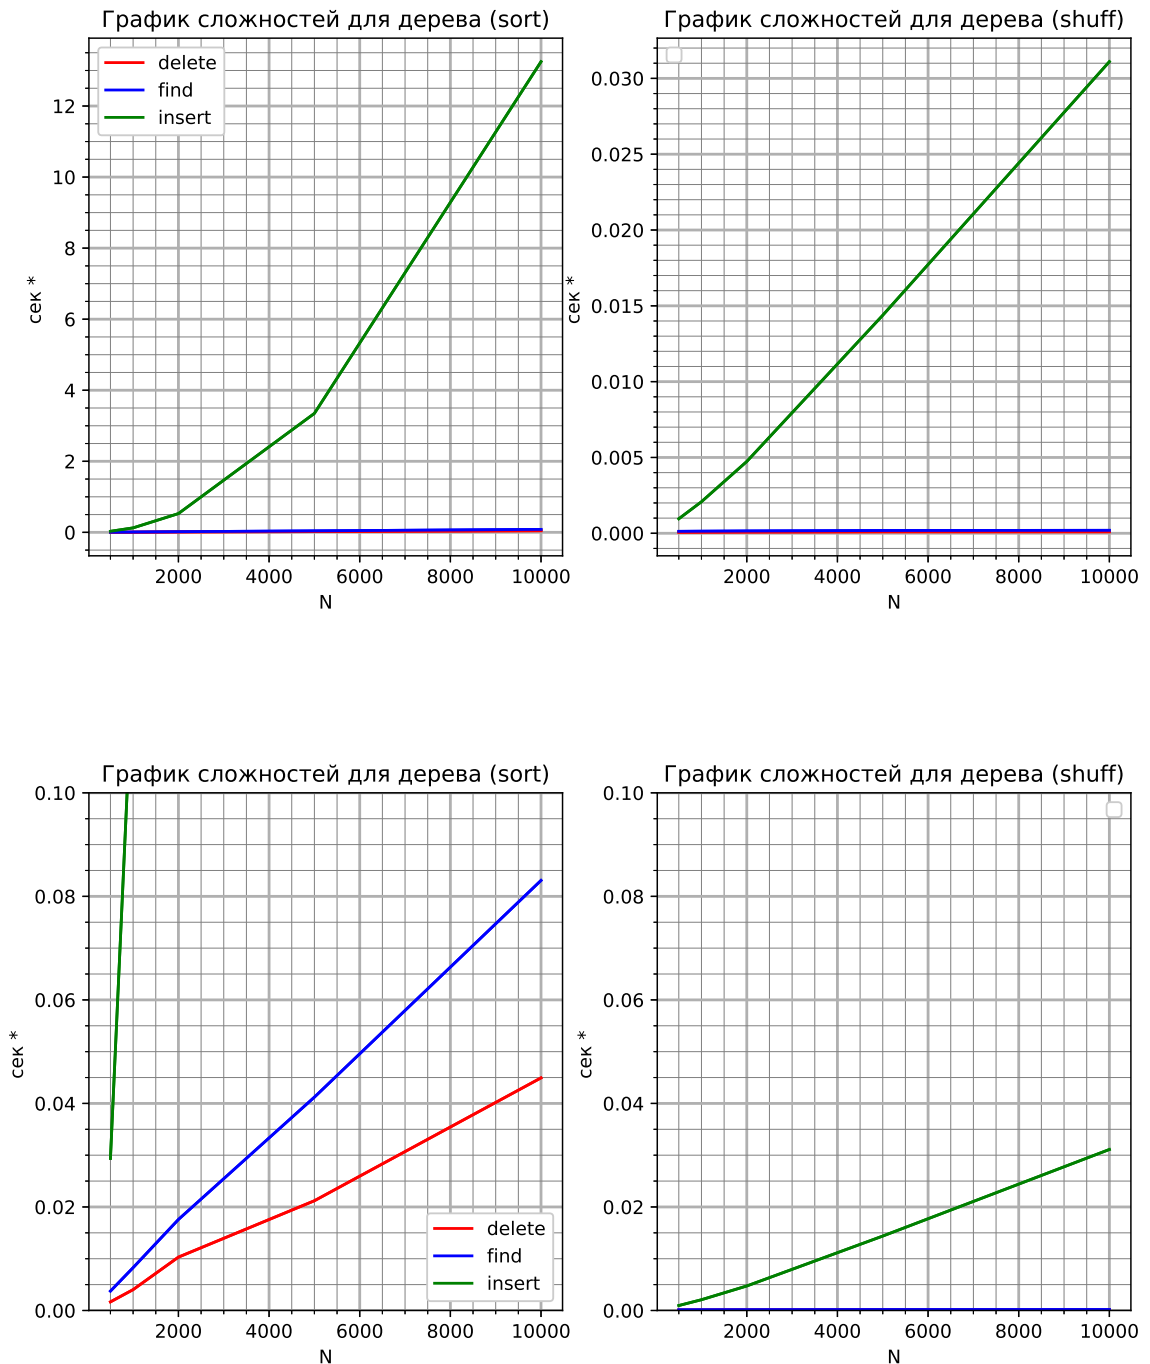 График сложностей для дерева (sort)
delete
find
insert
12
10
8
6
4
2
0
сек *
2000 4000 6000 8000 10000
N
График сложностей для дерева (shuff)
0.030
0.025
0.020
0.015
0.010
0.005
0.000
сек *
2000 4000 6000 8000 10000
N
График сложностей для дерева (sort)
0.10
0.08
0.06
0.04
0.02
0.00
сек *
delete
find
insert
2000 4000 6000 8000 10000
N
График сложностей для дерева (shuff)
0.10
0.08
0.06
0.04
0.02
0.00
сек *
2000 4000 6000 8000 10000
N